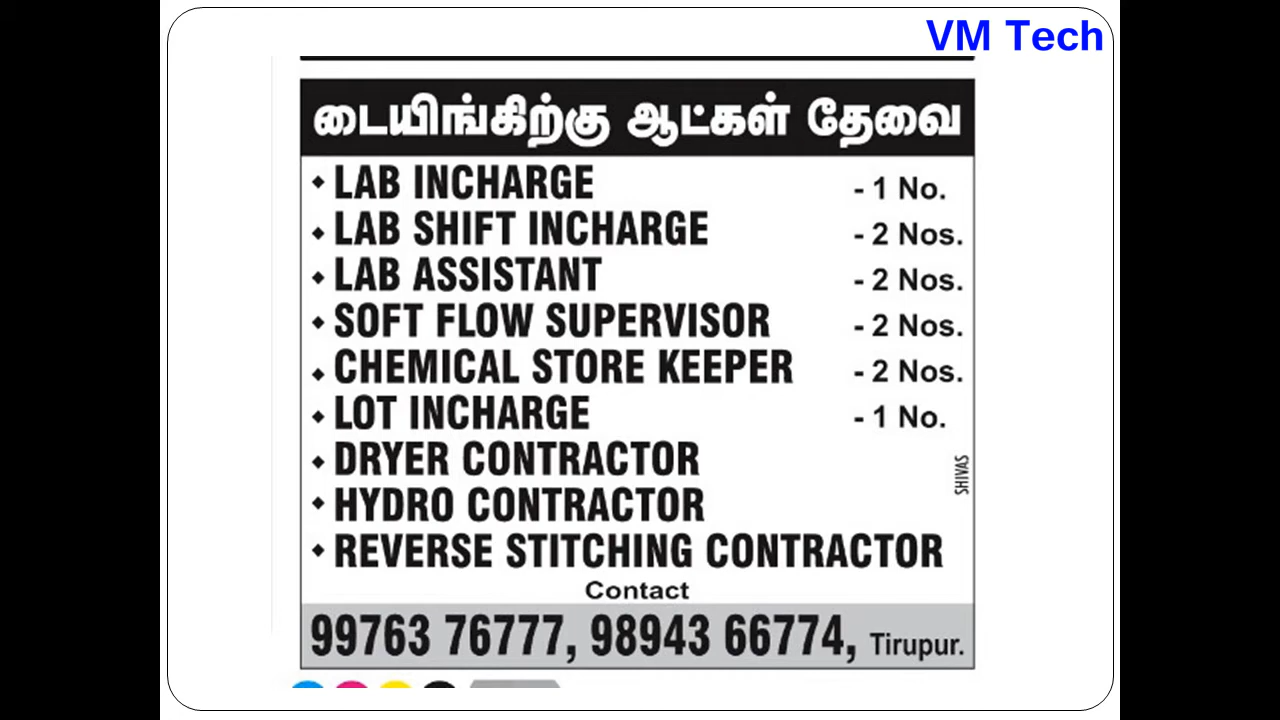 VM Tech
டையிங்கிற்கு ஆட்கள் தேவை
• LAB INCHARGE - 1 No.
• LAB SHIFT INCHARGE - 2 Nos.
• LAB ASSISTANT - 2 Nos.
• SOFT FLOW SUPERVISOR - 2 Nos.
• CHEMICAL STORE KEEPER - 2 Nos.
• LOT INCHARGE - 1 No.
• DRYER CONTRACTOR
• HYDRO CONTRACTOR
• REVERSE STITCHING CONTRACTOR
SHIVAS
Contact
99763 76777, 98943 66774, Tirupur.